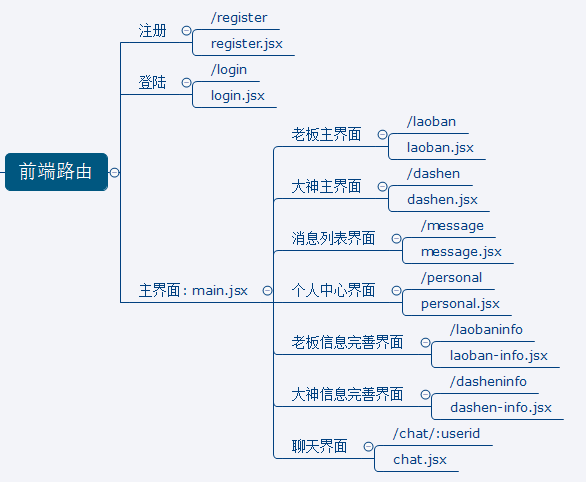 前端路由
注册
/register
register.jsx
登陆
/login
login.jsx
主界面：main.jsx
老板主界面
/laoban
laoban.jsx
大神主界面
/dashen
dashen.jsx
消息列表界面
/message
message.jsx
个人中心界面
/personal
personal.jsx
老板信息完善界面
/laobaninfo
laoban-info.jsx
大神信息完善界面
/dasheninfo
dashen-info.jsx
聊天界面
/chat/:userid
chat.jsx